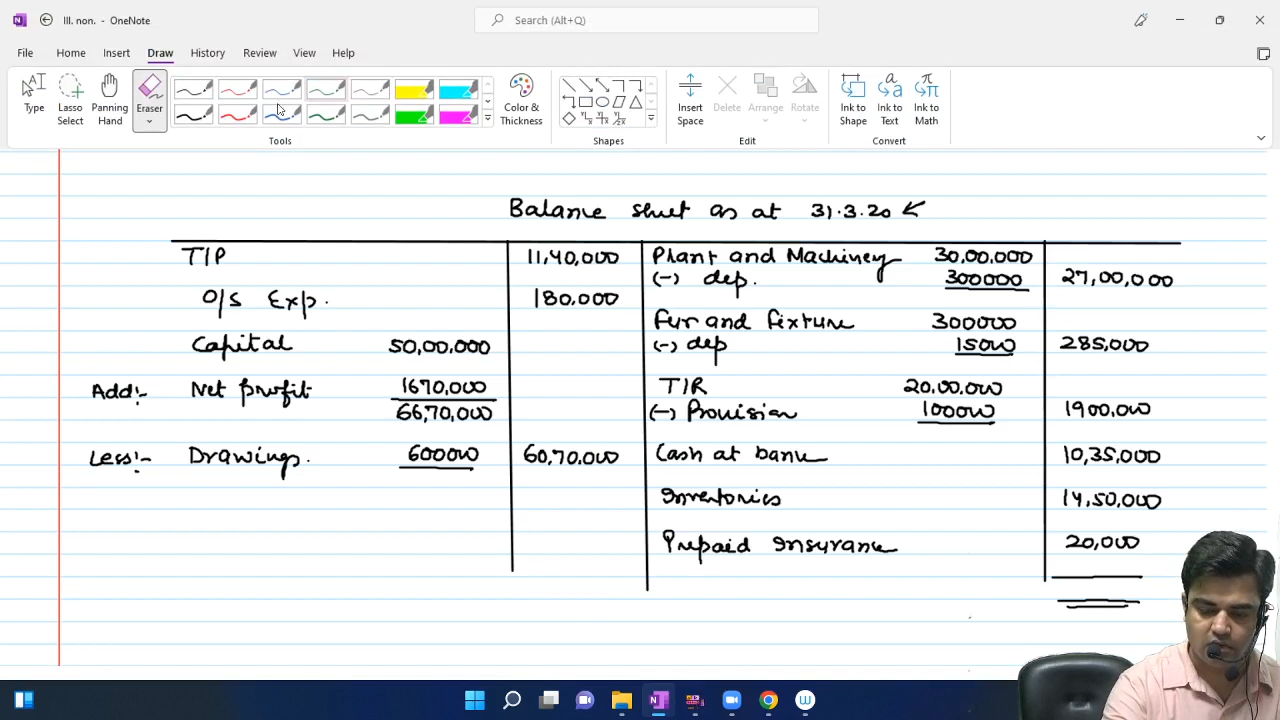 Ill. non. - OneNote
Search (Alt+Q)
File Home Insert Draw History Review View Help
Type
Lasso Select
Panning Hand
Eraser
Color & Thickness
Insert Space
Delete
Arrange
Rotate
Ink to Shape
Ink to Text
Ink to Math
Tools
Shapes
Edit
Convert
Balance sheet as at 31.3.20
T/P 11,40,000 Plant and Machinery 30,00,000
(-) dep. 300000 27,00,000
O/S Exp. 180,000
Fur and fixture 300000
Capital 50,00,000 (-) dep 15000 285,000
Add:- Net profit 1670,000 T/R 20,00,000
6670,000 (-) Provision 100000 1900,000
Less:- Drawings. 600000 60,70,000 Cash at bank 10,35,000
Inventories 14,50,000
Prepaid Insurance 20,000